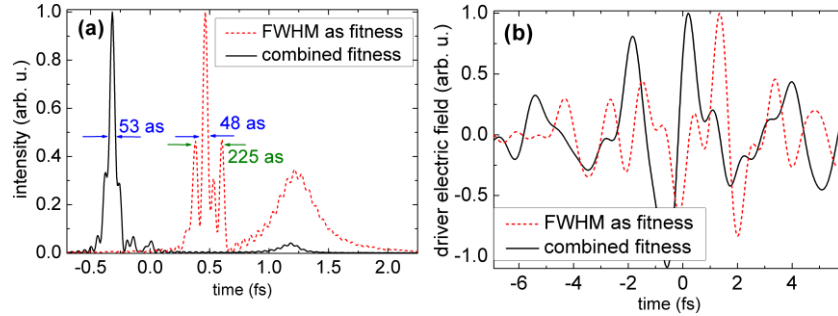 (a)
FWHM as fitness
combined fitness
53 as
48 as
225 as
intensity (arb. u.)
1.0
0.8
0.6
0.4
0.2
0.0
-0.5
0.0
0.5
1.0
1.5
2.0
time (fs)
(b)
FWHM as fitness
combined fitness
driver electric field (arb. u.)
1.0
0.5
0.0
-0.5
-1.0
-6
-4
-2
0
2
4
time (fs)